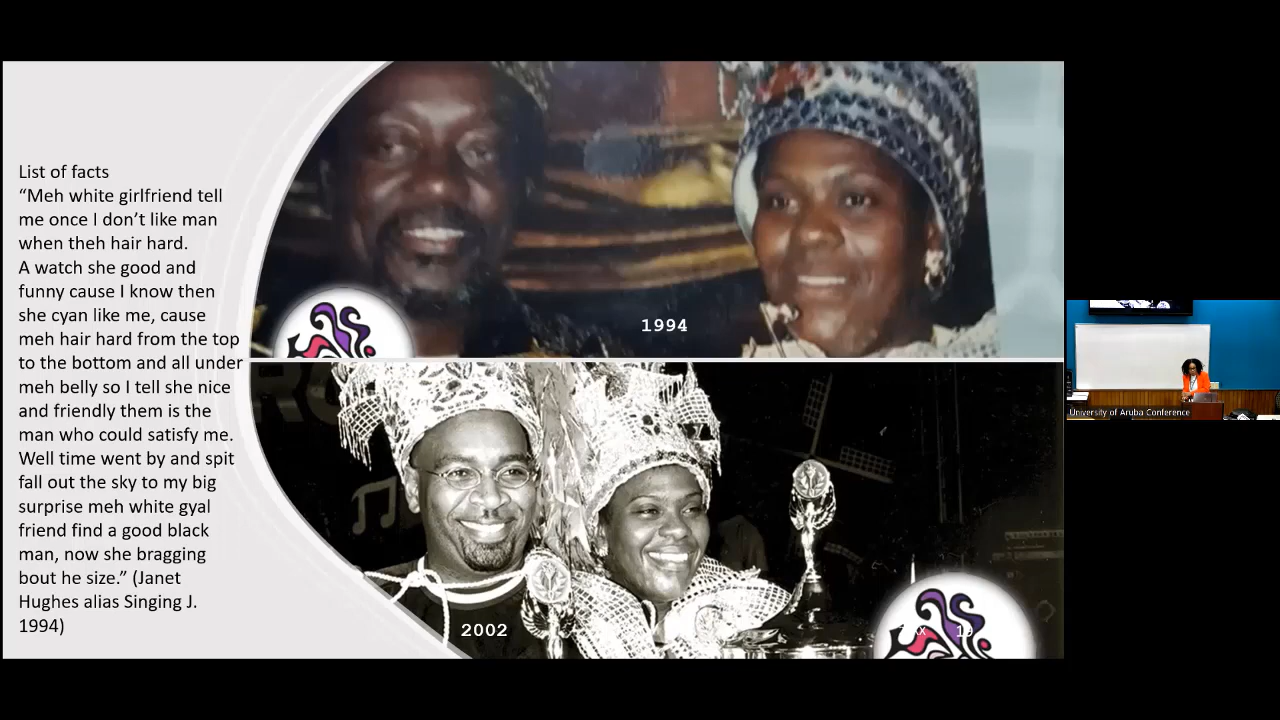 List of facts
“Meh white girlfriend tell
me once I don’t like man
when theh hair hard.
A watch she good and
funny cause I know then
she cyan like me, cause
meh hair hard from the top
to the bottom and all under
meh belly so I tell she nice
and friendly them is the
man who could satisfy me.
Well time went by and spit
fall out the sky to my big
surprise meh white gyal
friend find a good black
man, now she bragging
bout he size.” (Janet
Hughes alias Singing J.
1994)
1994
2002
University of Aruba Conference